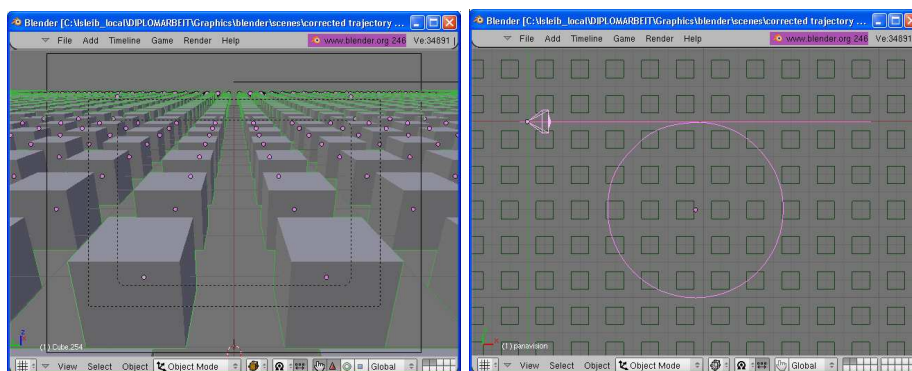 Blender [C:\lsleib_local\DIPLOMARBEIT\Graphics\blender\scenes\corrected trajectory ...
File Add Timeline Game Render Help www.blender.org 246 Ve:34891 |
z
x
(1) Cube.254
View Select Object Object Mode Global
Blender [C:\lsleib_local\DIPLOMARBEIT\Graphics\blender\scenes\corrected trajectory ...
File Add Timeline Game Render Help www.blender.org 246 Ve:34891
x
(1) panavision
View Select Object Object Mode Global